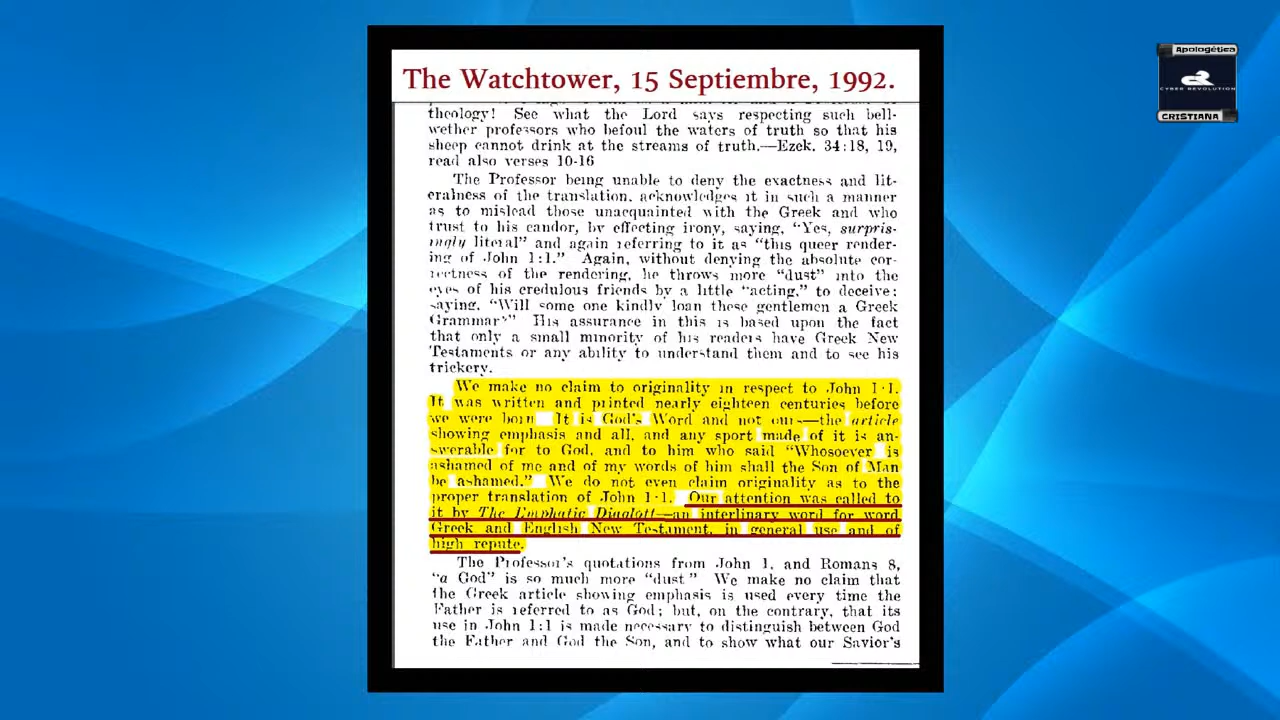 The Watchtower, 15 Septiembre, 1992.
Apologética
CYBER REVOLUTION
CRISTIANA
theology! See what the Lord says respecting such bell-
wether professors who befoul the waters of truth so that his
sheep cannot drink at the streams of truth.—Ezek. 34:18, 19,
read also verses 10-16
The Professor being unable to deny the exactness and lit-
eralness of the translation, acknowledges it in such a manner
as to mislead those unacquainted with the Greek and who
trust to his candor, by effecting irony, saying, “Yes, surpris-
ingly literal” and again referring to it as “this queer render-
ing of John 1:1.” Again, without denying the absolute cor-
rectness of the rendering, he throws more “dust” into the
eyes of his credulous friends by a little “acting,” to deceive;
saying, “Will some one kindly loan these gentlemen a Greek
Grammar?” His assurance in this is based upon the fact
that only a small minority of his readers have Greek New
Testaments or any ability to understand them and to see his
trickery.
We make no claim to originality in respect to John 1:1.
It was written and printed nearly eighteen centuries before
we were born It is God's Word and not ours—the article
showing emphasis and all, and any sport made of it is an-
swerable for to God, and to him who said “Whosoever is
ashamed of me and of my words of him shall the Son of Man
be ashamed.” We do not even claim originality as to the
proper translation of John 1:1. Our attention was called to
it by The Emphatic Diaglott—an interlinary word for word
Greek and English New Testament, in general use and of
high repute.
The Professor's quotations from John 1, and Romans 8,
“a God” is so much more “dust” We make no claim that
the Greek article showing emphasis is used every time the
Father is referred to as God; but, on the contrary, that its
use in John 1:1 is made necessary to distinguish between God
the Father and God the Son, and to show what our Savior's